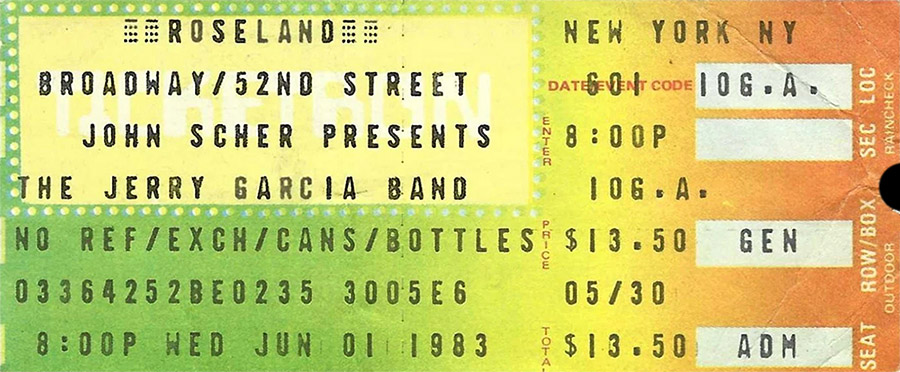 ROSELAND
BROADWAY/52ND STREET
JOHN SCHER PRESENTS
THE JERRY GARCIA BAND
NO REF/EXCH/CANS/BOTTLES
03364252BE0235 3005E6
8:00P WED JUN 01 1983
NEW YORK NY
DATE/EVENT CODE
601
ENTER
8:00P
10G.A.
PRICE
$13.50
05/30
TOTAL
$13.50
10G.A.
GEN
ADM
SEC LOC
RAINCHECK
ROW/BOX
OUTDOOR
SEAT